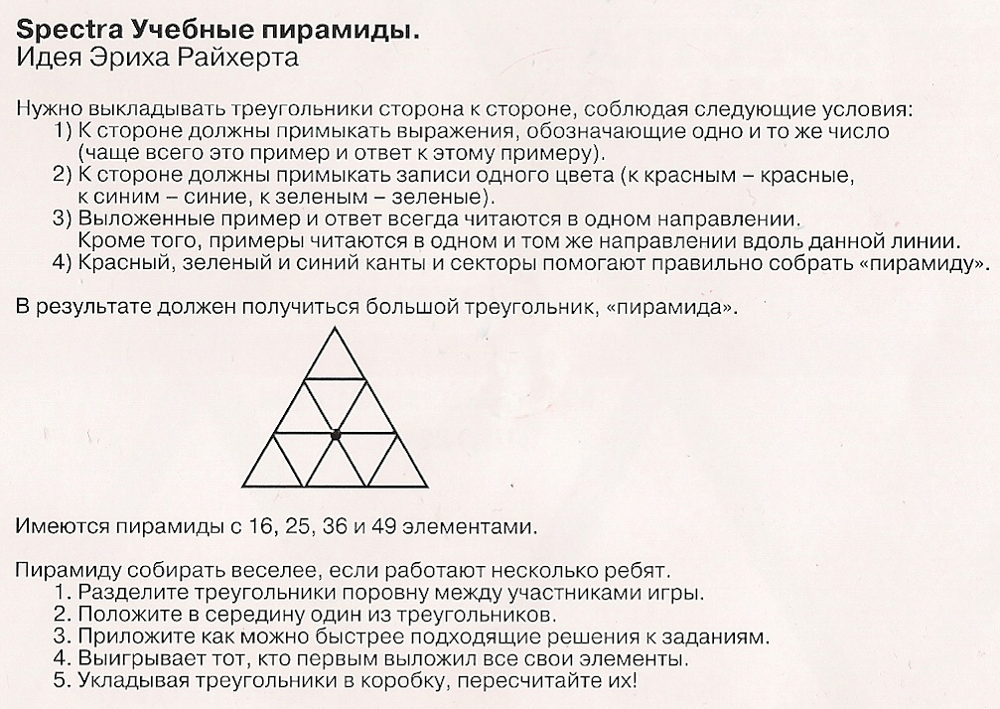 Spectra Учебные пирамиды.
Идея Эриха Райхерта
Нужно выкладывать треугольники сторона к стороне, соблюдая следующие условия:
1) К стороне должны примыкать выражения, обозначающие одно и то же число
(чаще всего это пример и ответ к этому примеру).
2) К стороне должны примыкать записи одного цвета (к красным – красные,
к синим – синие, к зеленым – зеленые).
3) Выложенные пример и ответ всегда читаются в одном направлении.
Кроме того, примеры читаются в одном и том же направлении вдоль данной линии.
4) Красный, зеленый и синий канты и секторы помогают правильно собрать «пирамиду».
В результате должен получиться большой треугольник, «пирамида».
Имеются пирамиды с 16, 25, 36 и 49 элементами.
Пирамиду собирать веселее, если работают несколько ребят.
1. Разделите треугольники поровну между участниками игры.
2. Положите в середину один из треугольников.
3. Приложите как можно быстрее подходящие решения к заданиям.
4. Выигрывает тот, кто первым выложил все свои элементы.
5. Укладывая треугольники в коробку, пересчитайте их!